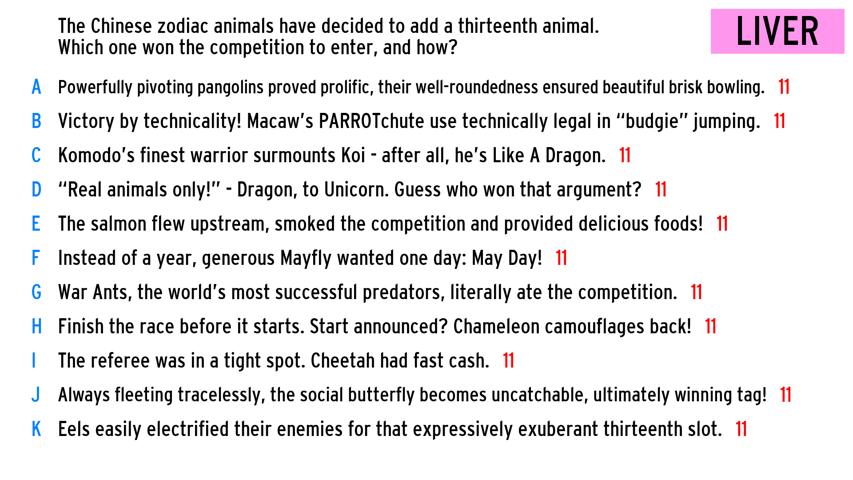 The Chinese zodiac animals have decided to add a thirteenth animal.
Which one won the competition to enter, and how?
LIVER
A Powerfully pivoting pangolins proved prolific, their well-roundedness ensured beautiful brisk bowling. 11
B Victory by technicality! Macaw's PARROTchute use technically legal in “budgie” jumping. 11
C Komodo's finest warrior surmounts Koi - after all, he's Like A Dragon. 11
D “Real animals only!” - Dragon, to Unicorn. Guess who won that argument? 11
E The salmon flew upstream, smoked the competition and provided delicious foods! 11
F Instead of a year, generous Mayfly wanted one day: May Day! 11
G War Ants, the world's most successful predators, literally ate the competition. 11
H Finish the race before it starts. Start announced? Chameleon camouflages back! 11
I The referee was in a tight spot. Cheetah had fast cash. 11
J Always fleeting tracelessly, the social butterfly becomes uncatchable, ultimately winning tag! 11
K Eels easily electrified their enemies for that expressively exuberant thirteenth slot. 11